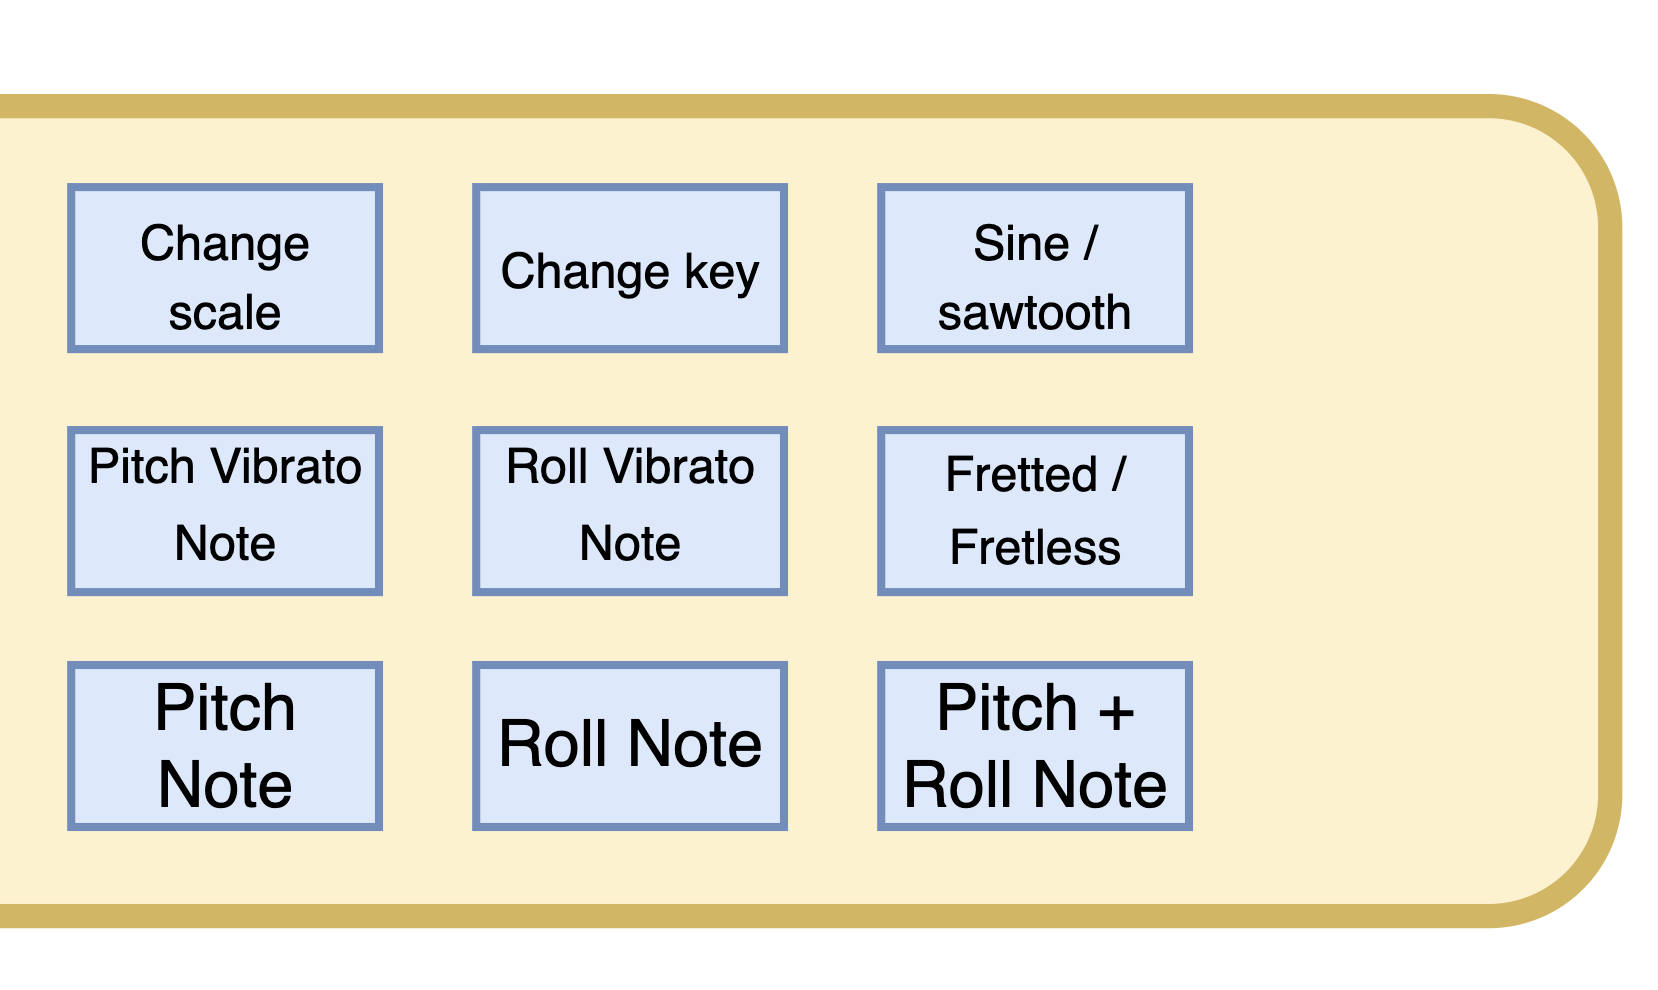 Change
scale
Change key
Sine /
sawtooth
Pitch Vibrato
Note
Roll Vibrato
Note
Fretted /
Fretless
Pitch
Note
Roll Note
Pitch +
Roll Note